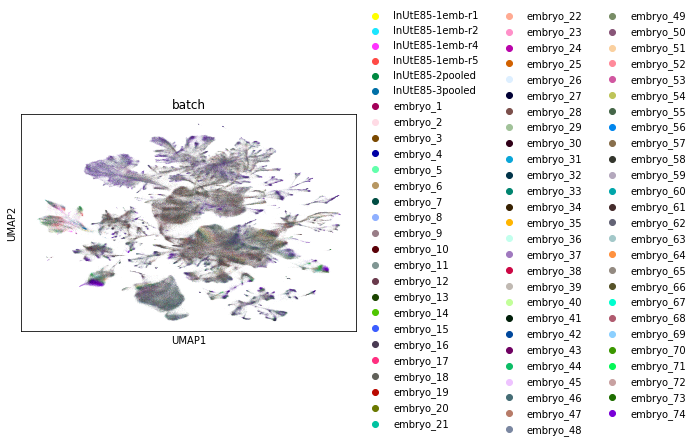 batch
UMAP2
UMAP1
InUtE85-1emb-r1
InUtE85-1emb-r2
InUtE85-1emb-r4
InUtE85-1emb-r5
InUtE85-2pooled
InUtE85-3pooled
embryo_1
embryo_2
embryo_3
embryo_4
embryo_5
embryo_6
embryo_7
embryo_8
embryo_9
embryo_10
embryo_11
embryo_12
embryo_13
embryo_14
embryo_15
embryo_16
embryo_17
embryo_18
embryo_19
embryo_20
embryo_21
embryo_22
embryo_23
embryo_24
embryo_25
embryo_26
embryo_27
embryo_28
embryo_29
embryo_30
embryo_31
embryo_32
embryo_33
embryo_34
embryo_35
embryo_36
embryo_37
embryo_38
embryo_39
embryo_40
embryo_41
embryo_42
embryo_43
embryo_44
embryo_45
embryo_46
embryo_47
embryo_48
embryo_49
embryo_50
embryo_51
embryo_52
embryo_53
embryo_54
embryo_55
embryo_56
embryo_57
embryo_58
embryo_59
embryo_60
embryo_61
embryo_62
embryo_63
embryo_64
embryo_65
embryo_66
embryo_67
embryo_68
embryo_69
embryo_70
embryo_71
embryo_72
embryo_73
embryo_74